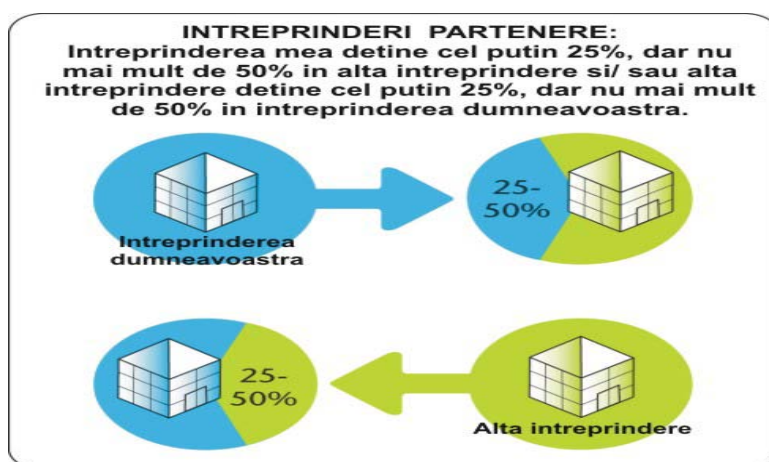 INTREPRINDERI PARTENERE:
Intreprinderea mea detine cel putin 25%, dar nu
mai mult de 50% in alta intreprindere si/ sau alta
intreprindere detine cel putin 25%, dar nu mai mult
de 50% in intreprinderea dumneavoastra.
Intreprinderea
dumneavoastra
25-
50%
25-
50%
Alta intreprindere